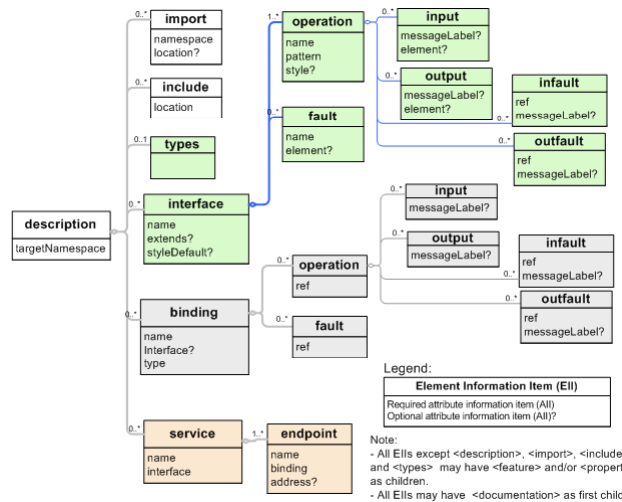 import
namespace
location?
0..*
include
location
0..*
types
0..1
interface
name
extends?
styleDefault?
0..*
description
targetNamespace
operation
name
pattern
style?
1..*
fault
name
element?
0..*
input
messageLabel?
element?
0..*
output
messageLabel?
element?
0..*
infault
ref
messageLabel?
0..*
outfault
ref
messageLabel?
0..*
binding
name
Interface?
type
0..*
operation
ref
0..*
fault
ref
0..*
input
messageLabel?
0..*
output
messageLabel?
0..*
infault
ref
messageLabel?
0..*
outfault
ref
messageLabel?
0..*
service
name
interface
0..*
endpoint
name
binding
address?
1..*
Legend:
Element Information Item (EII)
Required attribute information item (AII)
Optional attribute information item (AII)?
Note:
- All EIIs except <description>, <import>, <include
and <types> may have <feature> and/or <propert
as children.
- All EIIs may have <documentation> as first child